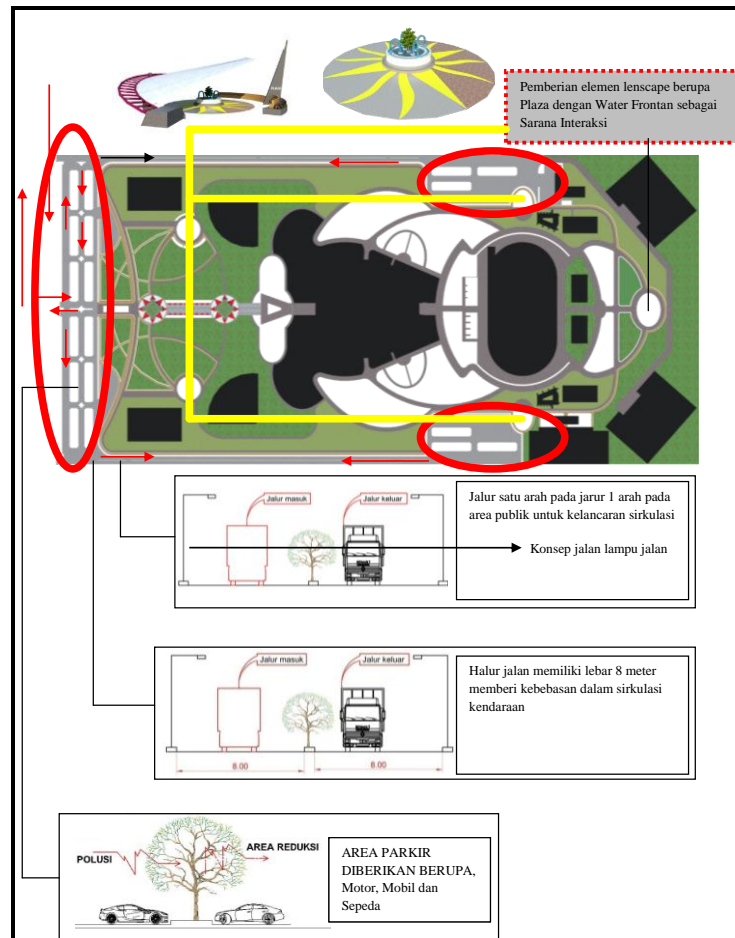 Pemberian elemen lenscape berupa
Plaza dengan Water Frontan sebagai
Sarana Interaksi
Jalur masuk
Jalur keluar
Jalur satu arah pada jarur 1 arah pada
area publik untuk kelancaran sirkulasi
Konsep jalan lampu jalan
Jalur masuk
Jalur keluar
8.00
8.00
Halur jalan memiliki lebar 8 meter
memberi kebebasan dalam sirkulasi
kendaraan
POLUSI
AREA REDUKSI
AREA PARKIR
DIBERIKAN BERUPA,
Motor, Mobil dan
Sepeda